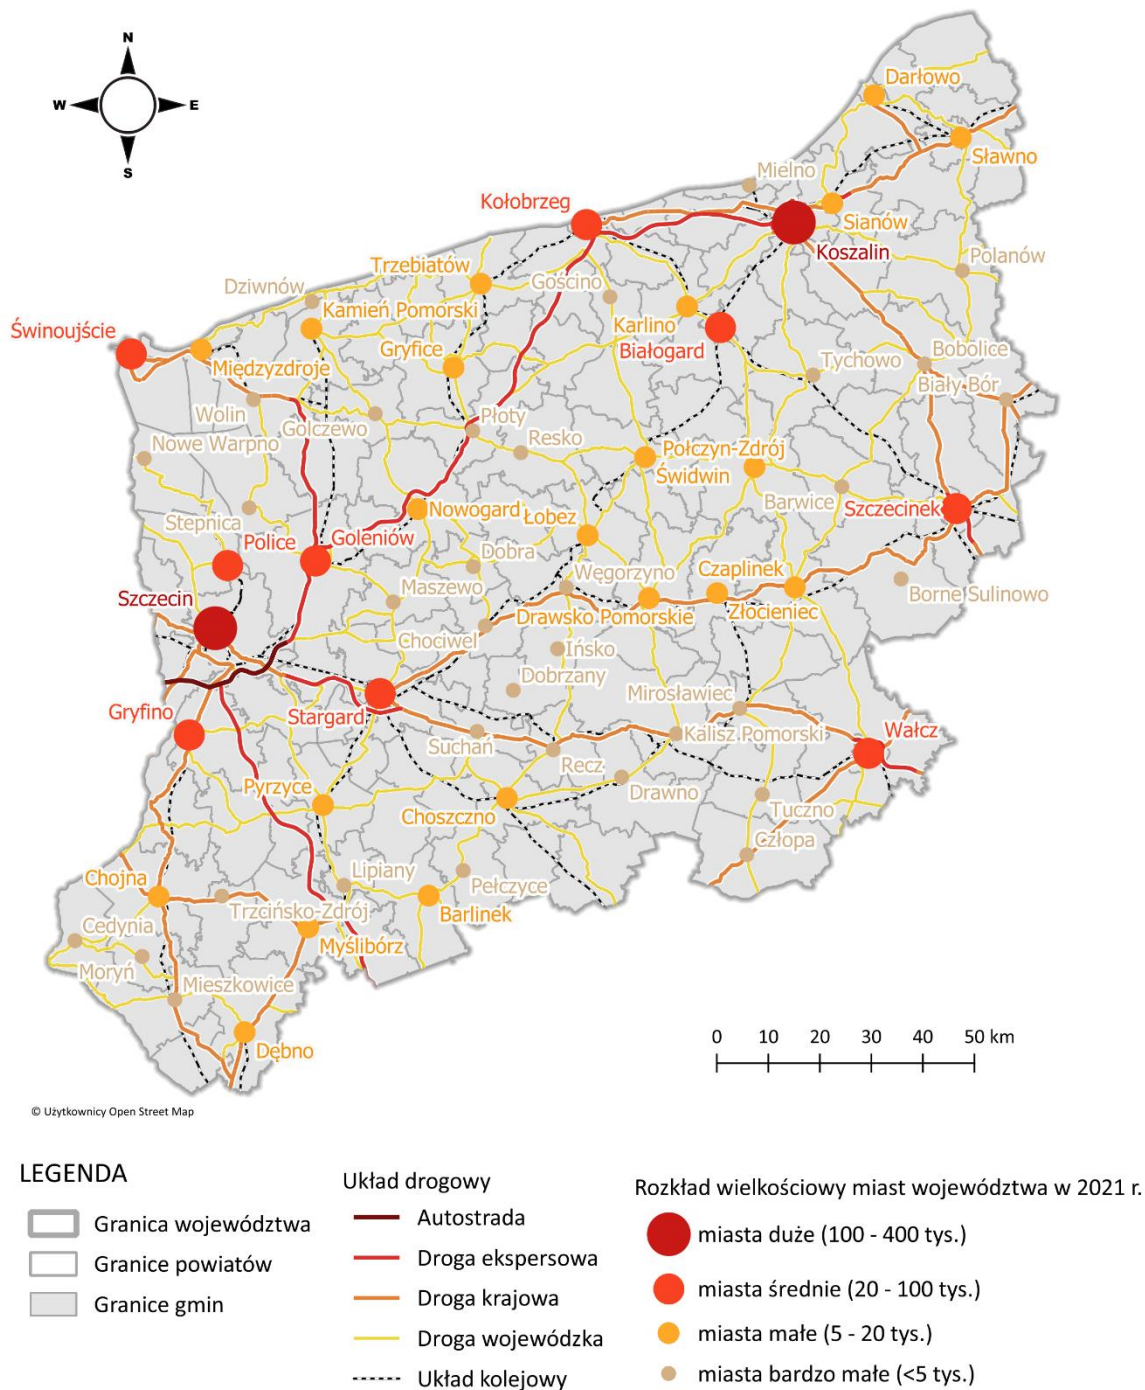 N
W
E
S
Darłowo
Sławno
Mielno
Kołobrzeg
Sianów
Koszalin
Polanów
Trzebiatów
Gościno
Dziwnów
Kamień Pomorski
Karlino
Świnoujście
Białogard
Gryfice
Międzyzdroje
Tychowo
Bobolice
Biały Bór
Wolin
Golczewo
Płoty
Resko
Nowe Warpno
Połczyn-Zdrój
Świdwin
Barwice
Szczecinek
Stepnica
Nowogard
Łobez
Police
Goleniów
Dobra
Węgorzyno
Czaplinek
Maszewo
Borne Sulinowo
Szczecin
Drawsko Pomorskie
Złocieniec
Chociwel
Ińsko
Dobrzany
Mirosławiec
Gryfino
Stargard
Suchań
Kalisz Pomorski
Wałcz
Recz
Pyrzyce
Drawno
Choszczno
Tuczno
Człopa
Lipiany
Chojna
Pełczyce
Trzcińsko-Zdrój
Barlinek
Cedynia
Myślibórz
Moryń
Mieszkowice
Dębno
0 10 20 30 40 50 km
© Użytkownicy Open Street Map
LEGENDA
Granica województwa
Granice powiatów
Granice gmin
Układ drogowy
Autostrada
Droga ekspersowa
Droga krajowa
Droga wojewódzka
Układ kolejowy
Rozkład wielkościowy miast województwa w 2021 r.
miasta duże (100 - 400 tys.)
miasta średnie (20 - 100 tys.)
miasta małe (5 - 20 tys.)
miasta bardzo małe (<5 tys.)